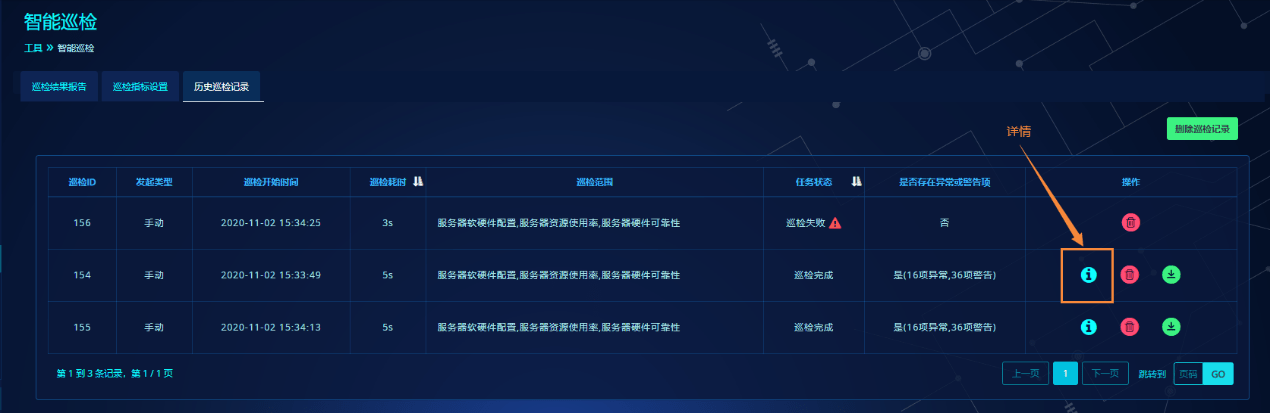 智能巡检
工具 » 智能巡检
巡检结果报告 巡检指标设置 历史巡检记录
详情
删除巡检记录
巡检ID 发起类型 巡检开始时间 巡检耗时 巡检范围 任务状态 是否存在异常或警告项 操作
156 手动 2020-11-02 15:34:25 3s 服务器软硬件配置,服务器资源使用率,服务器硬件可靠性 巡检失败 否
154 手动 2020-11-02 15:33:49 5s 服务器软硬件配置,服务器资源使用率,服务器硬件可靠性 巡检完成 是(16项异常,36项警告)
155 手动 2020-11-02 15:34:13 5s 服务器软硬件配置,服务器资源使用率,服务器硬件可靠性 巡检完成 是(16项异常,36项警告)
第 1 到 3 条记录，第 1 / 1 页 上一页 1 下一页 跳转到 页码 GO